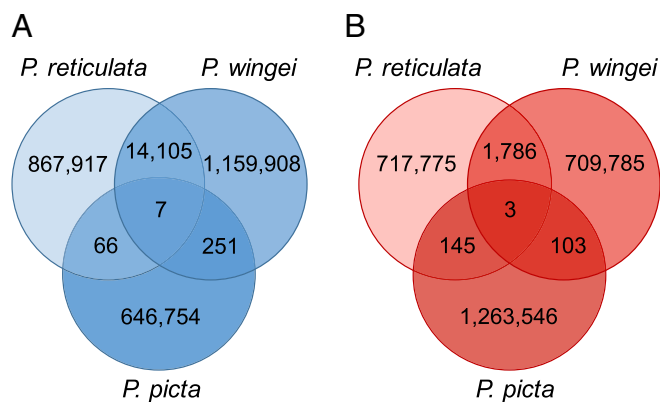 A
P. reticulata P. wingei
867,917 14,105 1,159,908
7
66 251
646,754
P. picta
B
P. reticulata P. wingei
717,775 1,786 709,785
3
145 103
1,263,546
P. picta